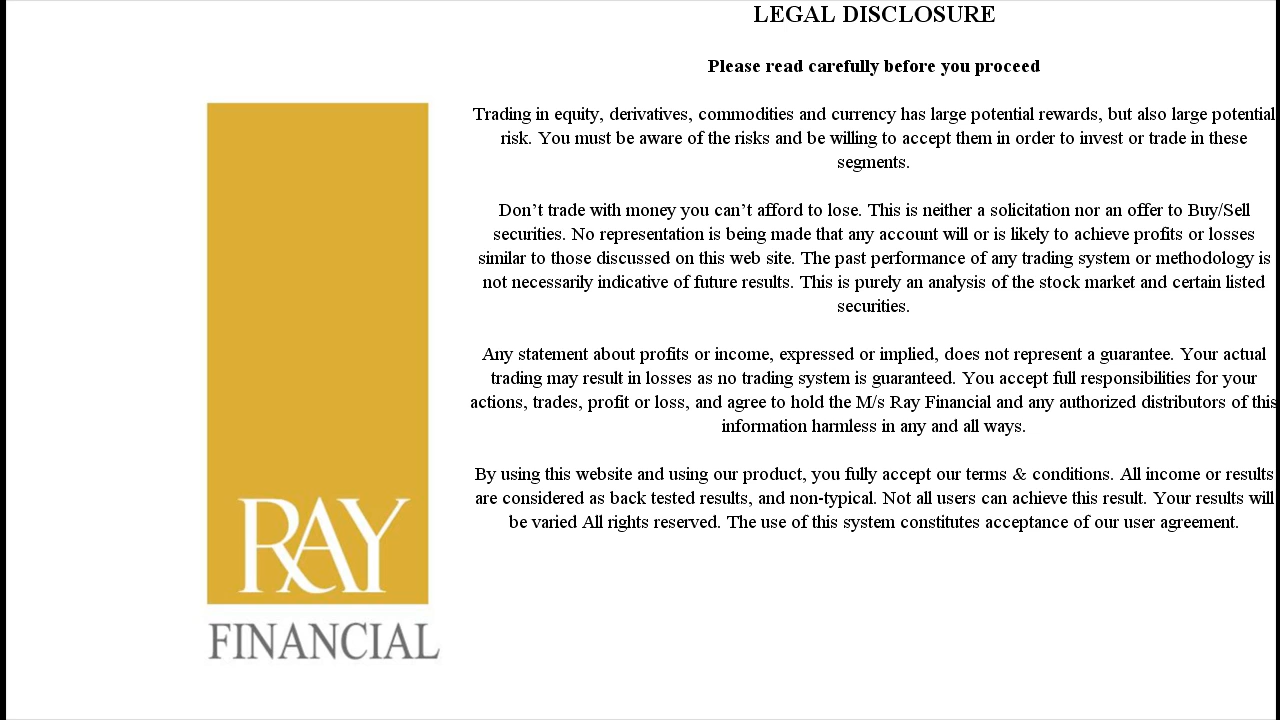 LEGAL DISCLOSURE
Please read carefully before you proceed
Trading in equity, derivatives, commodities and currency has large potential rewards, but also large potential
risk. You must be aware of the risks and be willing to accept them in order to invest or trade in these
segments.
Don’t trade with money you can’t afford to lose. This is neither a solicitation nor an offer to Buy/Sell
securities. No representation is being made that any account will or is likely to achieve profits or losses
similar to those discussed on this web site. The past performance of any trading system or methodology is
not necessarily indicative of future results. This is purely an analysis of the stock market and certain listed
securities.
Any statement about profits or income, expressed or implied, does not represent a guarantee. Your actual
trading may result in losses as no trading system is guaranteed. You accept full responsibilities for your
actions, trades, profit or loss, and agree to hold the M/s Ray Financial and any authorized distributors of this
information harmless in any and all ways.
By using this website and using our product, you fully accept our terms & conditions. All income or results
are considered as back tested results, and non-typical. Not all users can achieve this result. Your results will
be varied All rights reserved. The use of this system constitutes acceptance of our user agreement.
RAY
FINANCIAL